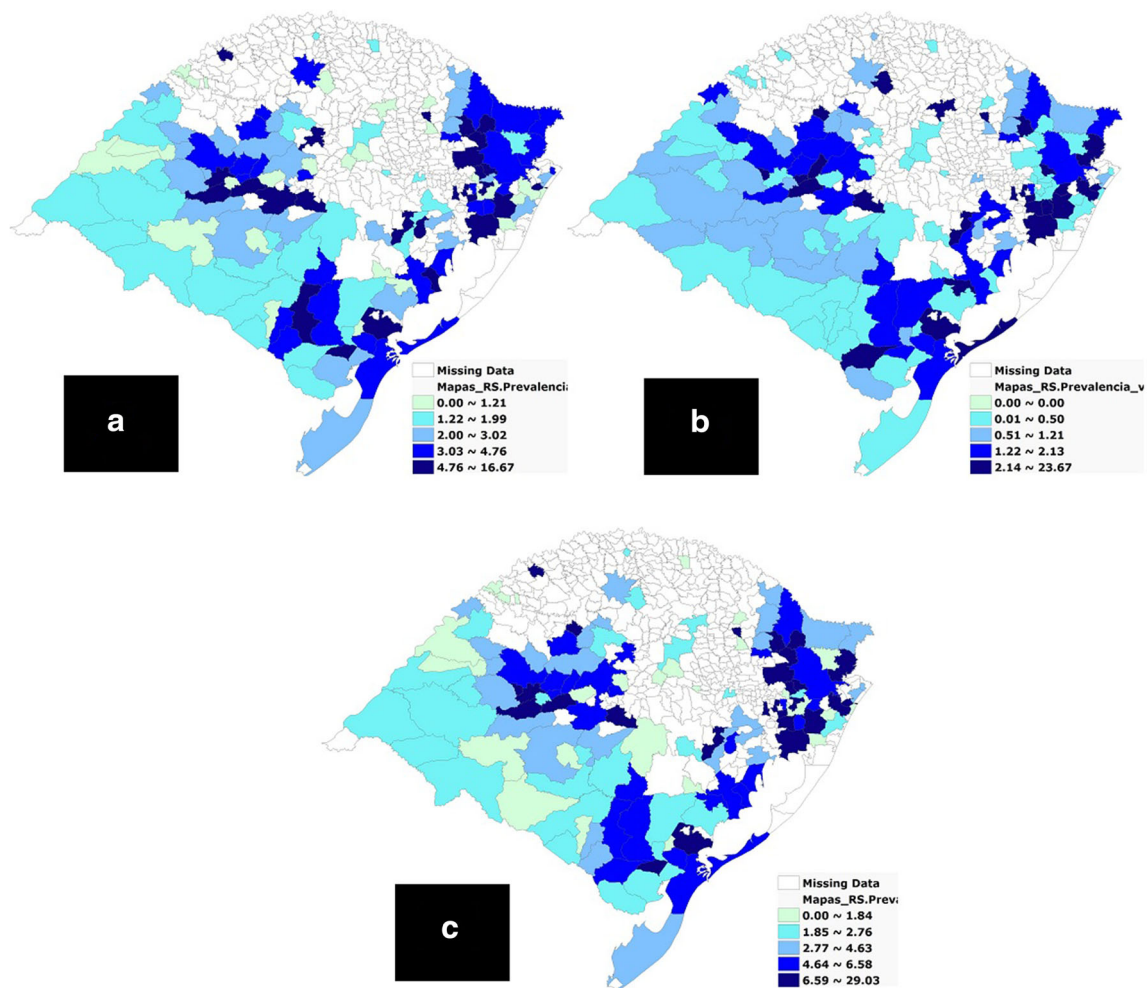 a
Missing Data
Mapas_RS.Prevalencia
0.00 ~ 1.21
1.22 ~ 1.99
2.00 ~ 3.02
3.03 ~ 4.76
4.76 ~ 16.67
b
Missing Data
Mapas_RS.Prevalencia_v
0.00 ~ 0.00
0.01 ~ 0.50
0.51 ~ 1.21
1.22 ~ 2.13
2.14 ~ 23.67
c
Missing Data
Mapas_RS.Preva
0.00 ~ 1.84
1.85 ~ 2.76
2.77 ~ 4.63
4.64 ~ 6.58
6.59 ~ 29.03